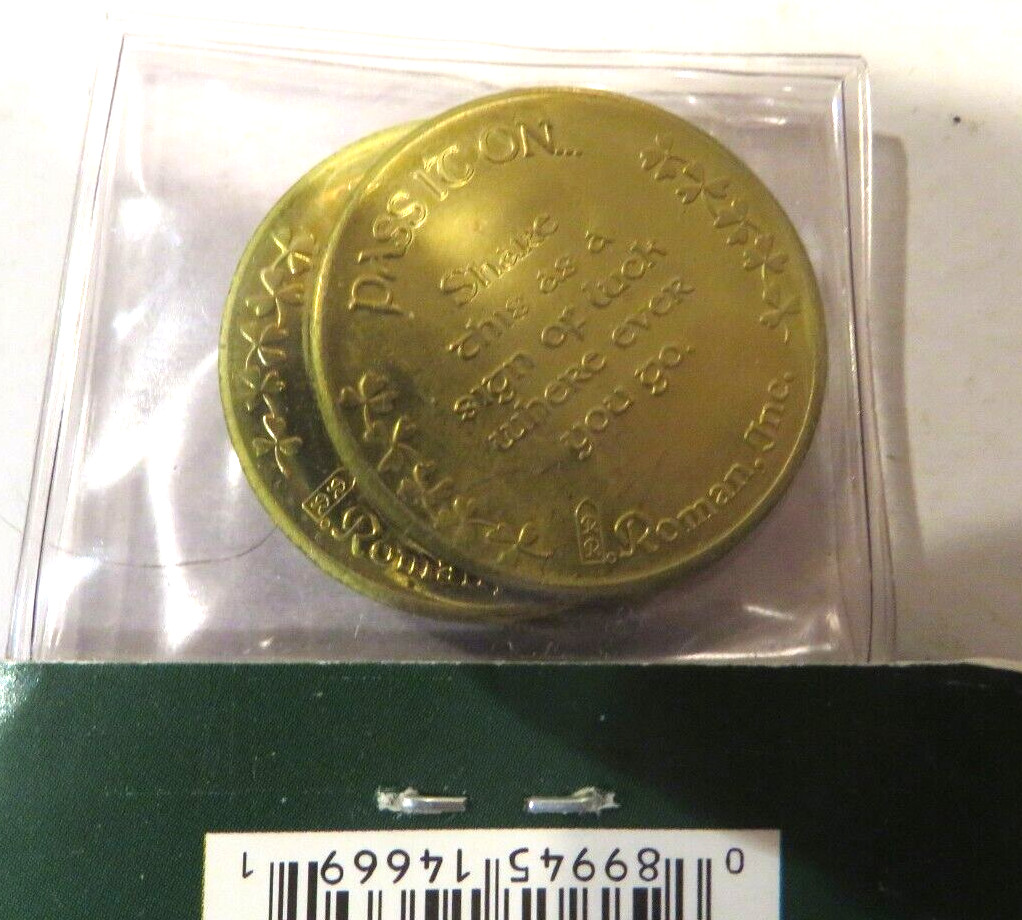 PASS IT ON...
Share
this as a
sign of luck
where ever
you go.
Roman, Inc.
Roman
0 89945 14669 1